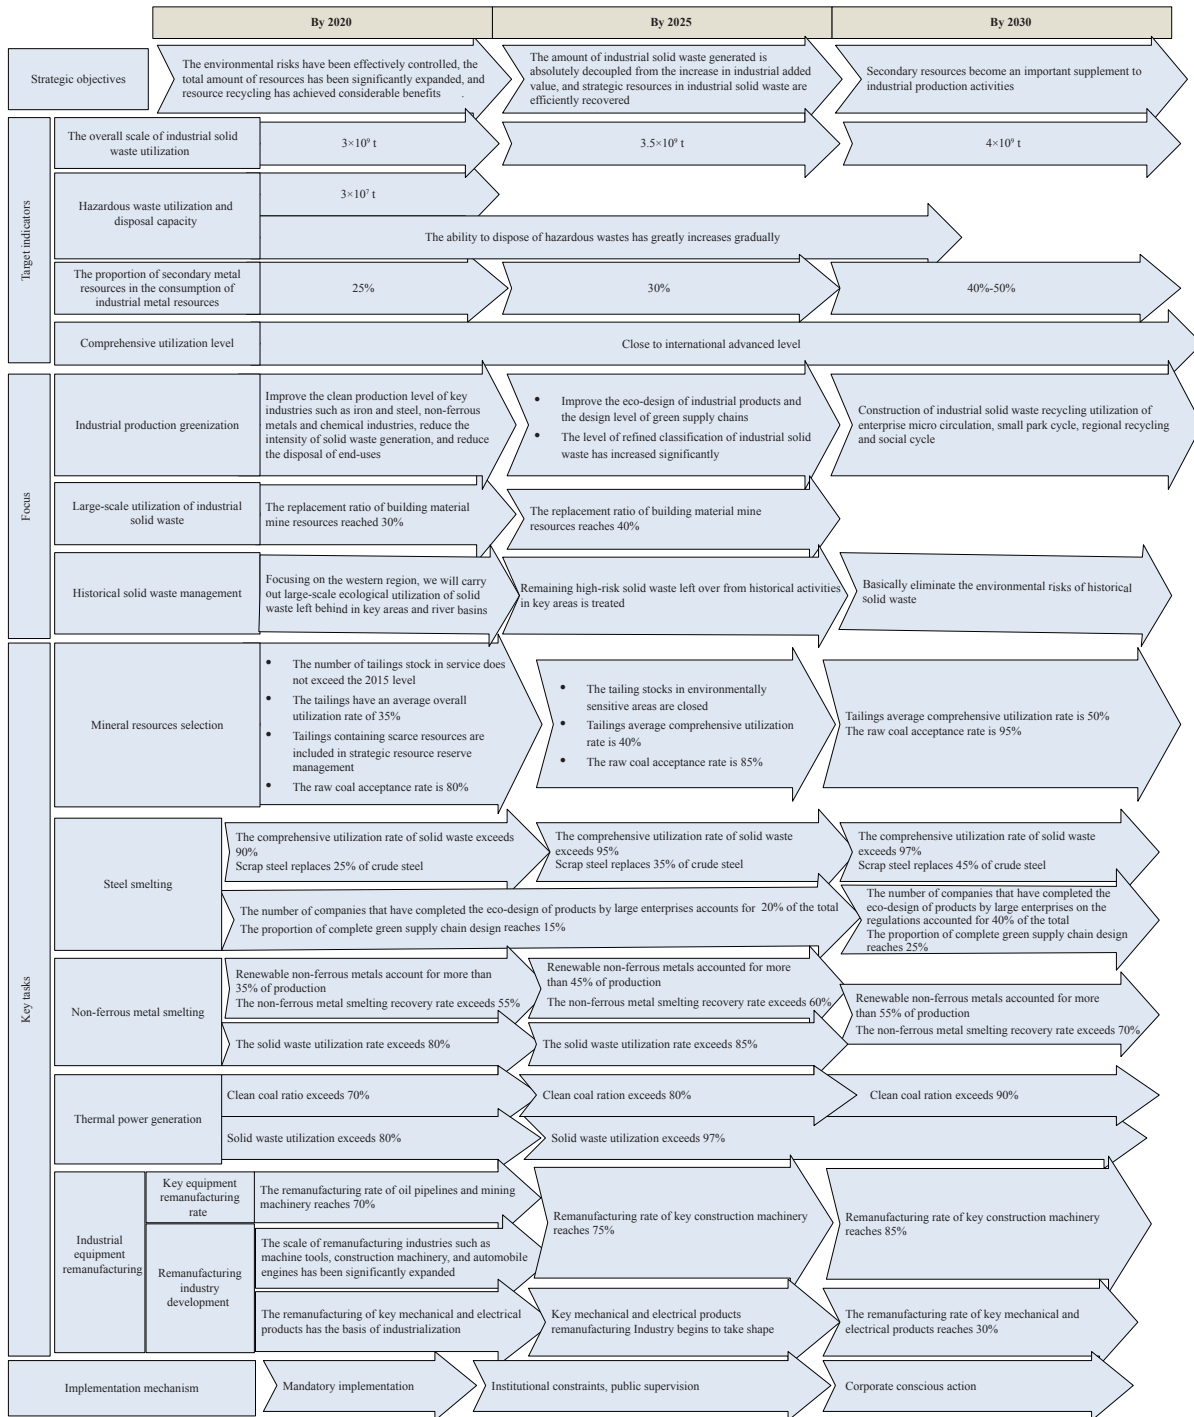 By 2020
By 2025
By 2030
Strategic objectives
The environmental risks have been effectively controlled, the
total amount of resources has been significantly expanded, and
resource recycling has achieved considerable benefits .
The amount of industrial solid waste generated is
absolutely decoupled from the increase in industrial added
value, and strategic resources in industrial solid waste are
efficiently recovered
Secondary resources become an important supplement to
industrial production activities
Target indicators
The overall scale of industrial solid
waste utilization
3×10⁹ t
3.5×10⁹ t
4×10⁹ t
Hazardous waste utilization and
disposal capacity
3×10⁷ t
The ability to dispose of hazardous wastes has greatly increases gradually
The proportion of secondary metal
resources in the consumption of
industrial metal resources
25%
30%
40%-50%
Comprehensive utilization level
Close to international advanced level
Focus
Industrial production greenization
Improve the clean production level of key
industries such as iron and steel, non-ferrous
metals and chemical industries, reduce the
intensity of solid waste generation, and reduce
the disposal of end-uses
• Improve the eco-design of industrial products and
the design level of green supply chains
• The level of refined classification of industrial solid
waste has increased significantly
Construction of industrial solid waste recycling utilization of
enterprise micro circulation, small park cycle, regional recycling
and social cycle
Large-scale utilization of industrial
solid waste
The replacement ratio of building material
mine resources reached 30%
The replacement ratio of building material mine
resources reaches 40%
Historical solid waste management
Focusing on the western region, we will carry
out large-scale ecological utilization of solid
waste left behind in key areas and river basins
Remaining high-risk solid waste left over from historical activities
in key areas is treated
Basically eliminate the environmental risks of historical
solid waste
Key tasks
Mineral resources selection
• The number of tailings stock in service does
not exceed the 2015 level
• The tailings have an average overall
utilization rate of 35%
• Tailings containing scarce resources are
included in strategic resource reserve
management
• The raw coal acceptance rate is 80%
• The tailing stocks in environmentally
sensitive areas are closed
• Tailings average comprehensive utilization
rate is 40%
• The raw coal acceptance rate is 85%
Tailings average comprehensive utilization rate is 50%
The raw coal acceptance rate is 95%
Steel smelting
The comprehensive utilization rate of solid waste exceeds
90%
Scrap steel replaces 25% of crude steel
The comprehensive utilization rate of solid waste
exceeds 95%
Scrap steel replaces 35% of crude steel
The comprehensive utilization rate of solid waste
exceeds 97%
Scrap steel replaces 45% of crude steel
The number of companies that have completed the eco-design of products by large enterprises accounts for 20% of the total
The proportion of complete green supply chain design reaches 15%
The number of companies that have completed the
eco-design of products by large enterprises on the
regulations accounted for 40% of the total
The proportion of complete green supply chain design
reaches 25%
Non-ferrous metal smelting
Renewable non-ferrous metals account for more than
35% of production
The non-ferrous metal smelting recovery rate exceeds 55%
Renewable non-ferrous metals accounted for more
than 45% of production
The non-ferrous metal smelting recovery rate exceeds 60%
Renewable non-ferrous metals accounted for more
than 55% of production
The non-ferrous metal smelting recovery rate exceeds 70%
The solid waste utilization rate exceeds 80%
The solid waste utilization rate exceeds 85%
Thermal power generation
Clean coal ratio exceeds 70%
Clean coal ration exceeds 80%
Clean coal ration exceeds 90%
Solid waste utilization exceeds 80%
Solid waste utilization exceeds 97%
Industrial
equipment
remanufacturing
Key equipment
remanufacturing
rate
The remanufacturing rate of oil pipelines and mining
machinery reaches 70%
Remanufacturing rate of key construction machinery
reaches 75%
Remanufacturing rate of key construction machinery
reaches 85%
Remanufacturing
industry
development
The scale of remanufacturing industries such as
machine tools, construction machinery, and automobile
engines has been significantly expanded
The remanufacturing of key mechanical and electrical
products has the basis of industrialization
Key mechanical and electrical products
remanufacturing Industry begins to take shape
The remanufacturing rate of key mechanical and
electrical products reaches 30%
Implementation mechanism
Mandatory implementation
Institutional constraints, public supervision
Corporate conscious action